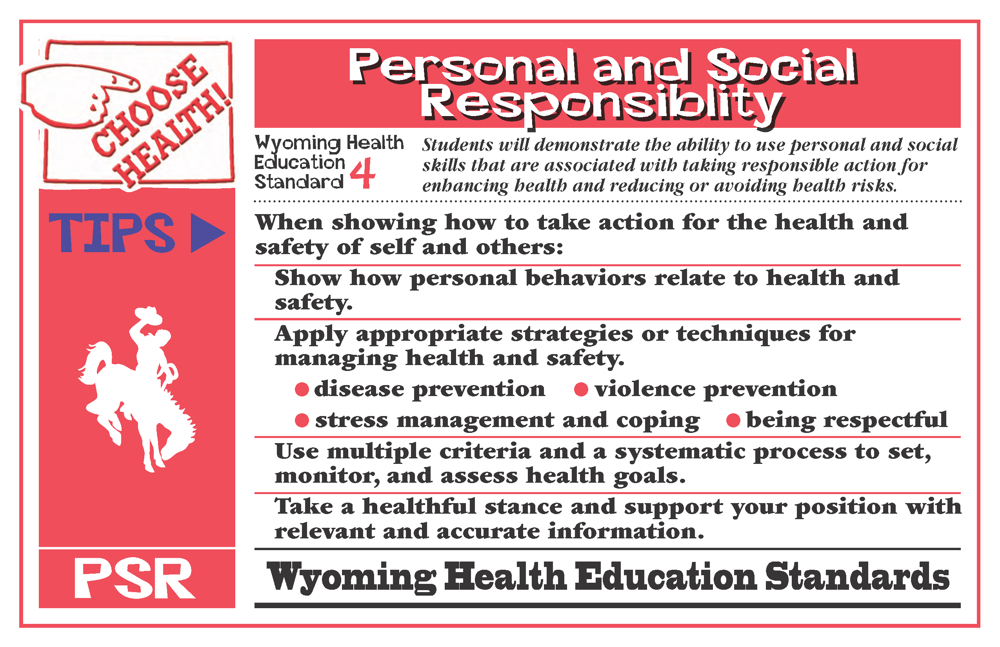 CHOOSE
HEALTH!
Personal and Social
Responsiblity
Wyoming Health
Education
Standard 4
Students will demonstrate the ability to use personal and social
skills that are associated with taking responsible action for
enhancing health and reducing or avoiding health risks.
TIPS
When showing how to take action for the health and
safety of self and others:
Show how personal behaviors relate to health and
safety.
Apply appropriate strategies or techniques for
managing health and safety.
● disease prevention ● violence prevention
● stress management and coping ● being respectful
Use multiple criteria and a systematic process to set,
monitor, and assess health goals.
Take a healthful stance and support your position with
relevant and accurate information.
PSR
Wyoming Health Education Standards